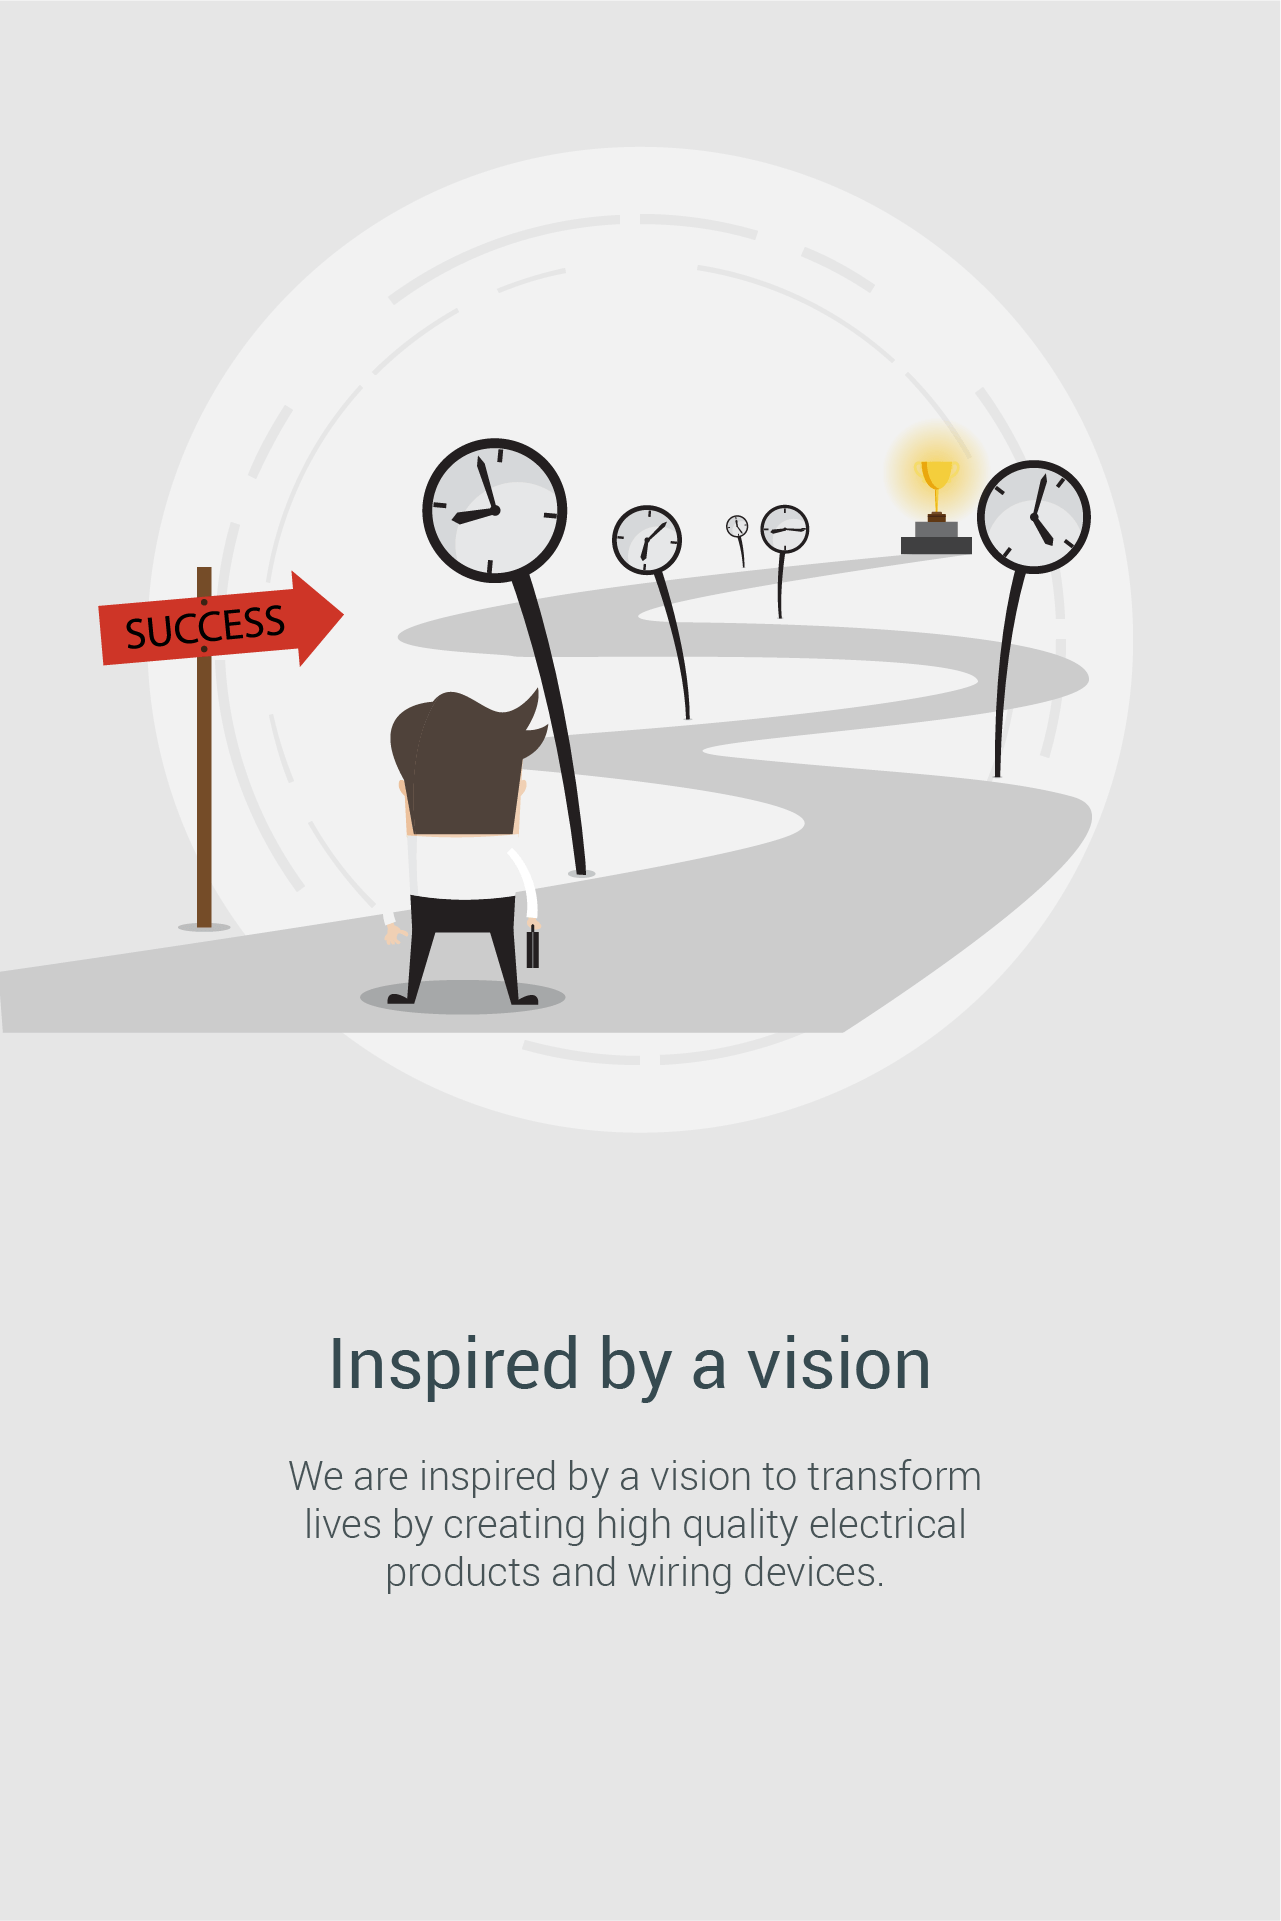 SUCCESS
Inspired by a vision
We are inspired by a vision to transform
lives by creating high quality electrical
products and wiring devices.